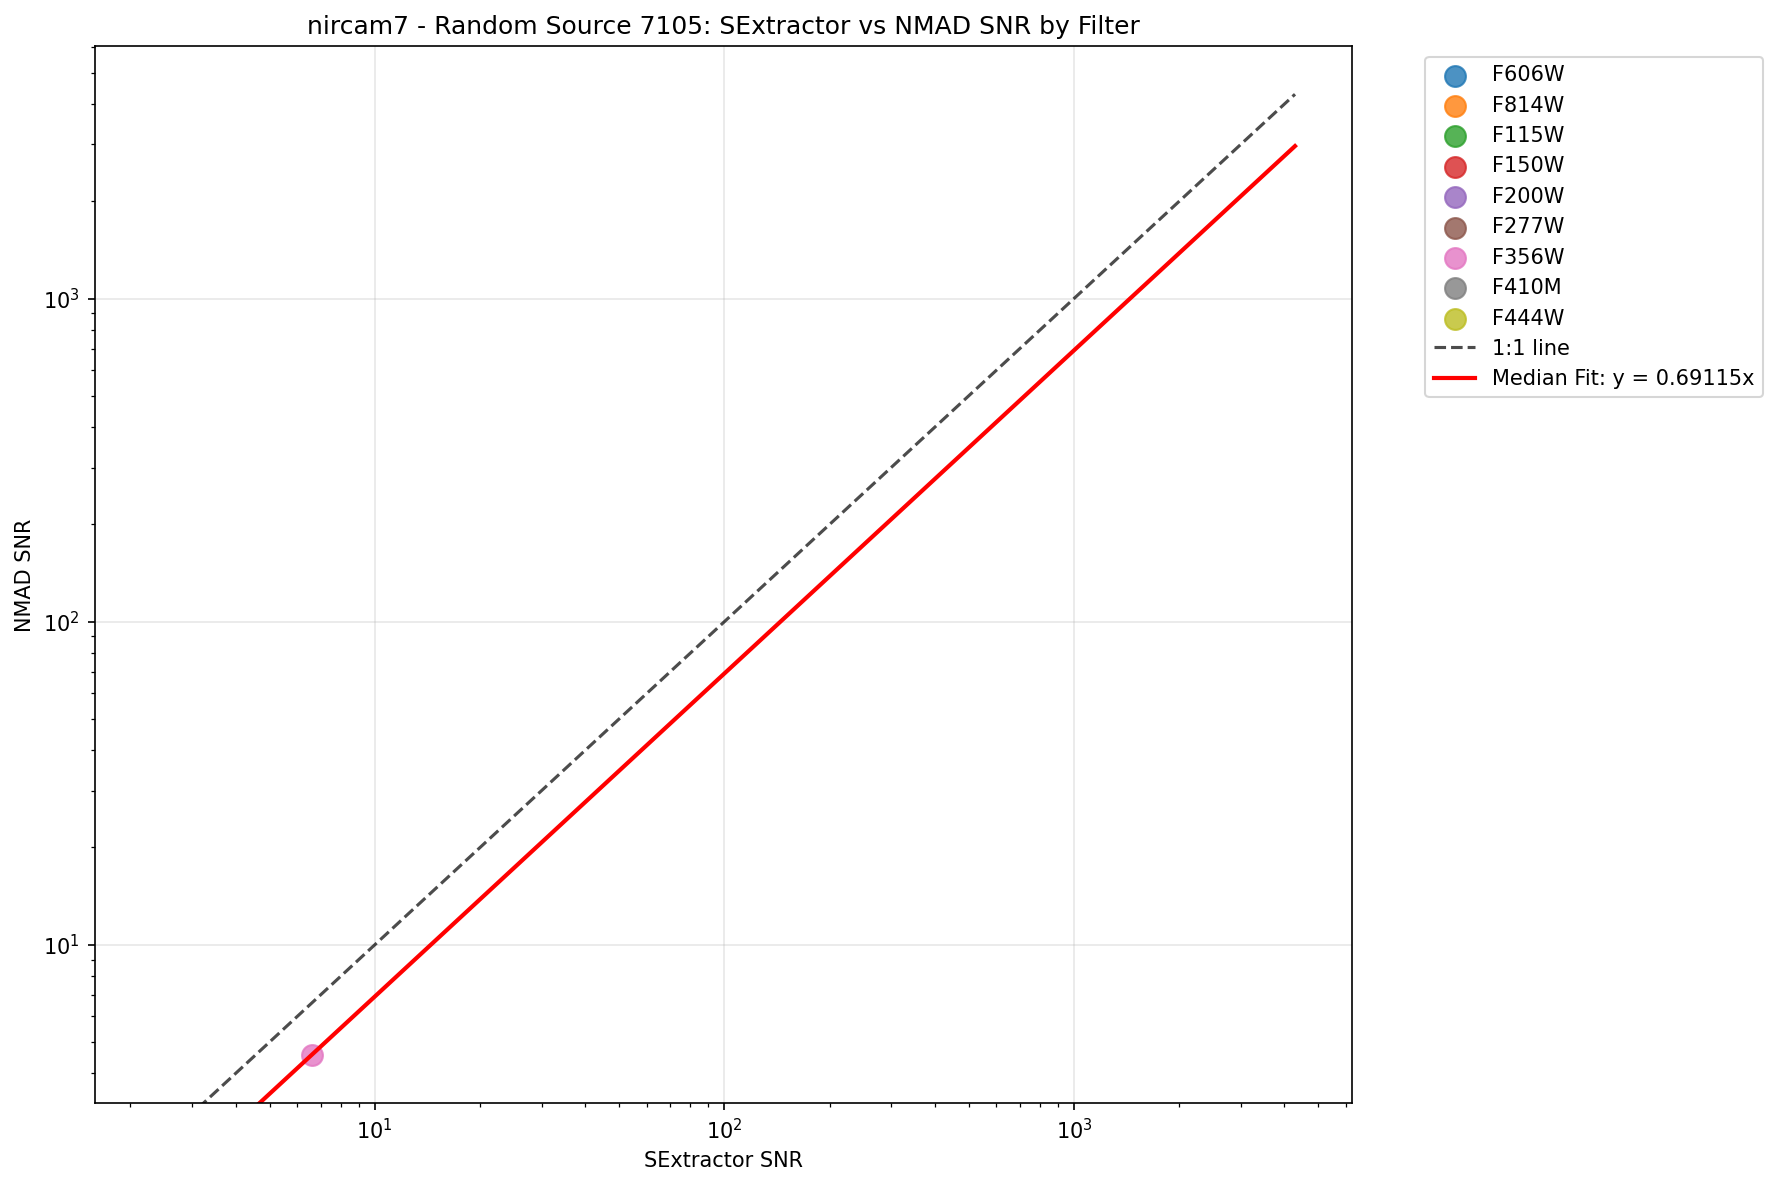 nircam7 - Random Source 7105: SExtractor vs NMAD SNR by Filter
F606W
F814W
F115W
F150W
F200W
F277W
F356W
F410M
F444W
1:1 line
Median Fit: y = 0.69115x
NMAD SNR
10³
10²
10¹
10¹
10²
10³
SExtractor SNR